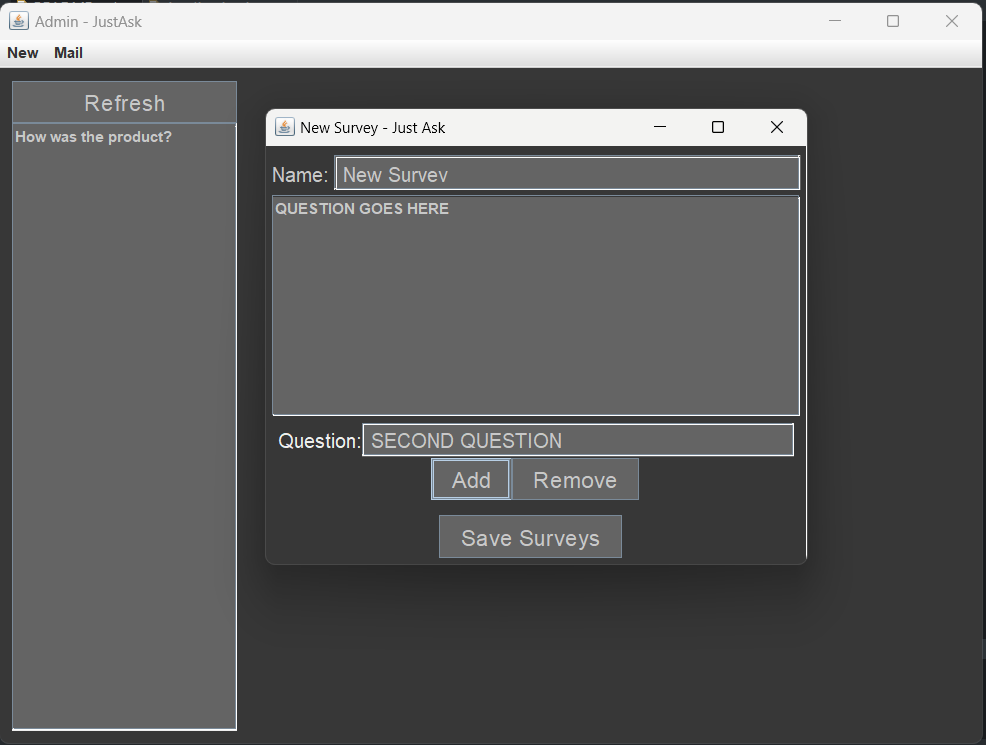 Admin - JustAsk
New Mail
Refresh
How was the product?
New Survey - Just Ask
Name: New Survev
QUESTION GOES HERE
Question: SECOND QUESTION
Add Remove
Save Surveys